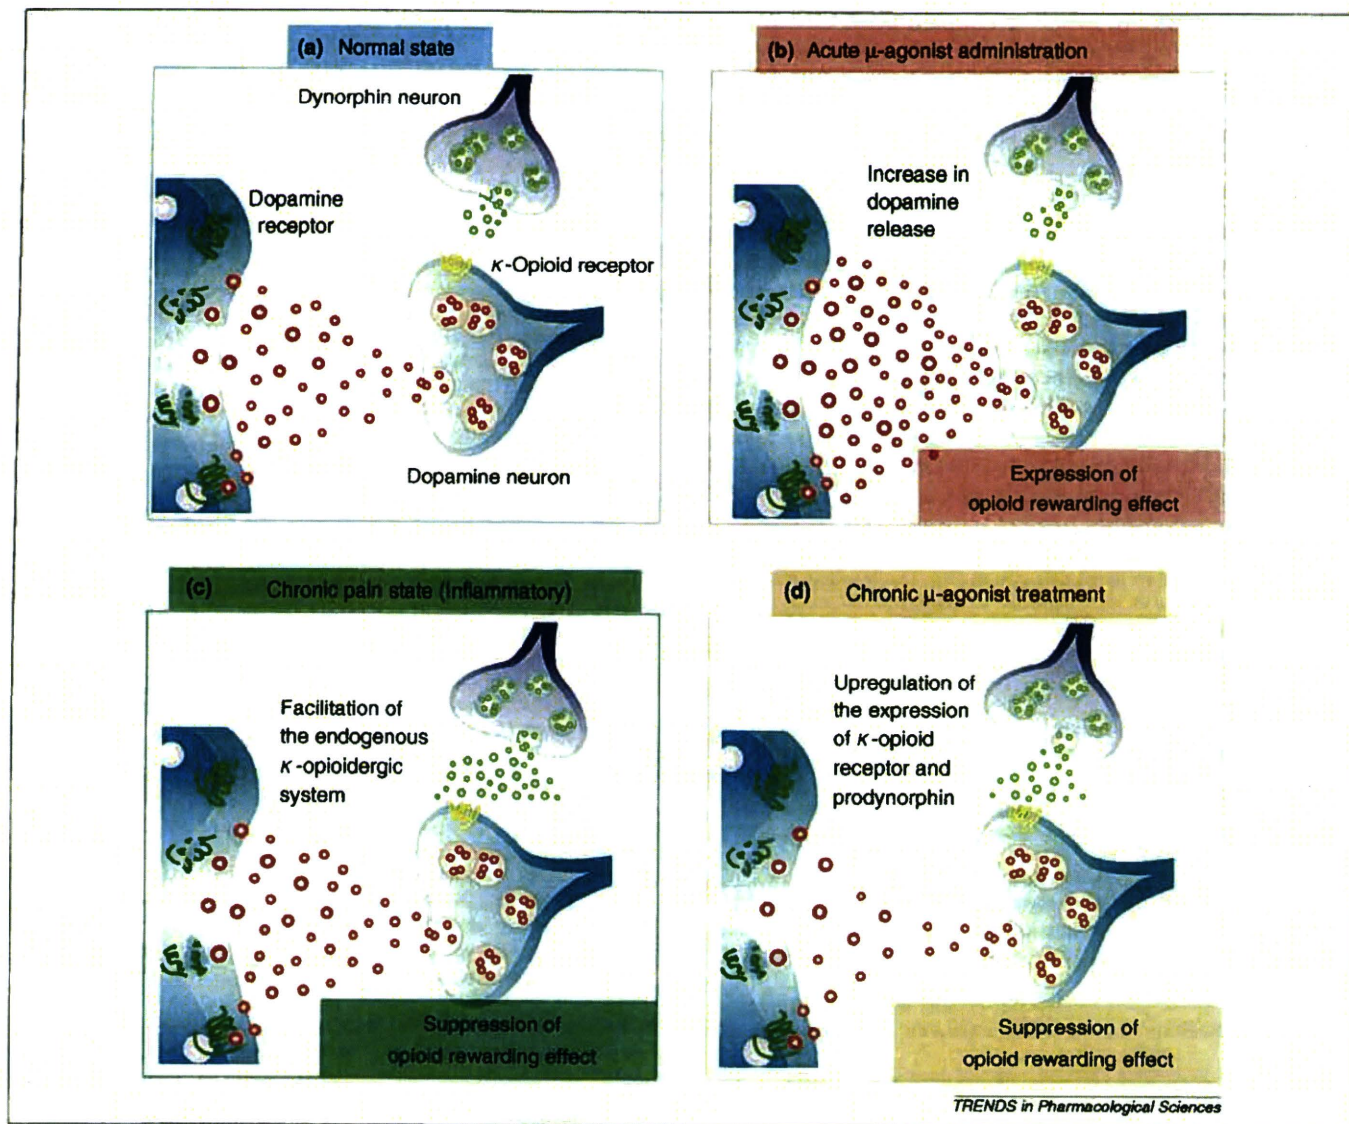 (a) Normal state
Dynorphin neuron
Dopamine
receptor
κ-Opioid receptor
Dopamine neuron
(b) Acute μ-agonist administration
Increase in
dopamine
release
Expression of
opioid rewarding effect
(c) Chronic pain state (Inflammatory)
Facilitation of
the endogenous
κ-opioidergic
system
Suppression of
opioid rewarding effect
(d) Chronic μ-agonist treatment
Upregulation of
the expression
of κ-opioid
receptor and
prodynorphin
Suppression of
opioid rewarding effect
TRENDS in Pharmacological Sciences